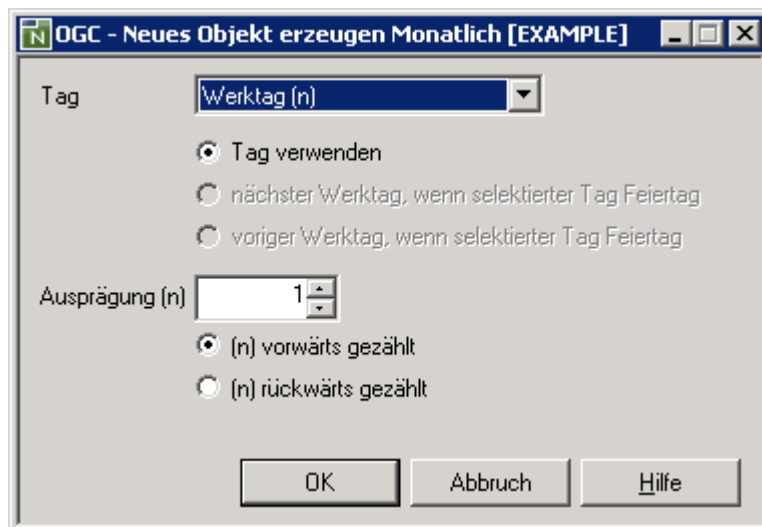 OGC - Neues Objekt erzeugen Monatlich [EXAMPLE]
Tag Werktag (n)
Tag verwenden
nächster Werktag, wenn selektierter Tag Feiertag
voriger Werktag, wenn selektierter Tag Feiertag
Ausprägung (n) 1
(n) vorwärts gezählt
(n) rückwärts gezählt
OK Abbruch Hilfe